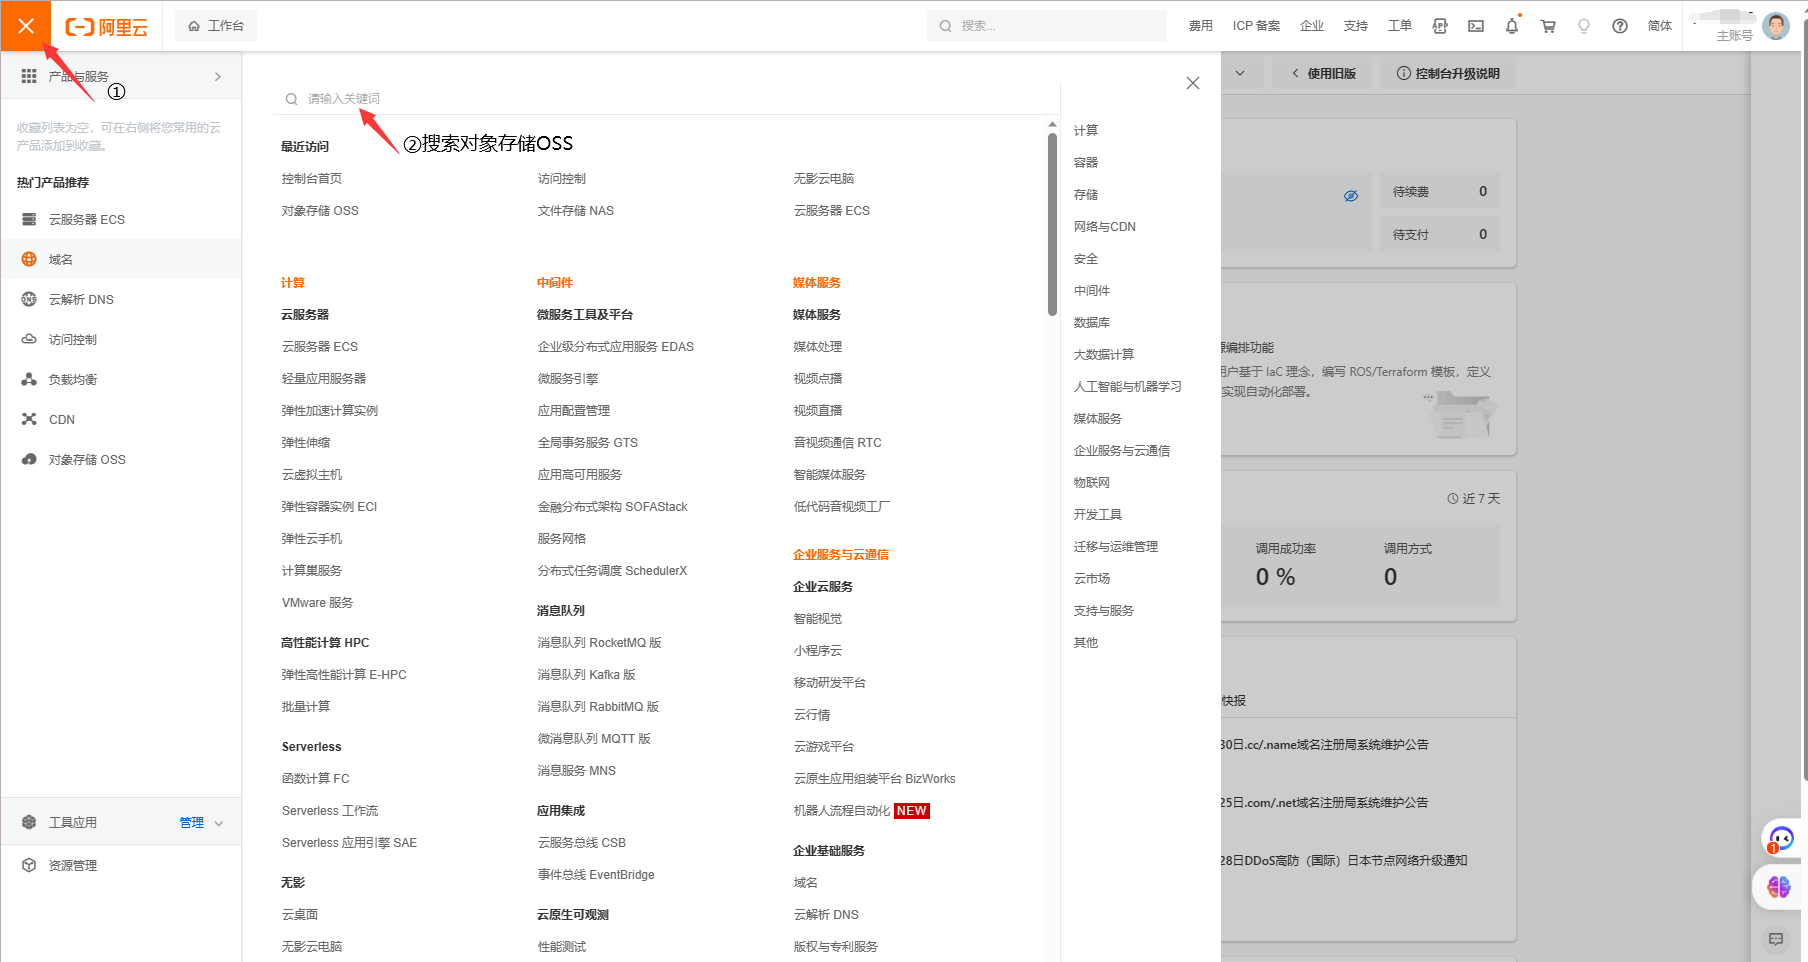 阿里云
工作台
搜索...
费用
ICP 备案
企业
支持
工单
简体
主账号
产品与服务
①
收藏列表为空，可在右侧将您常用的云
产品添加到收藏。
热门产品推荐
云服务器 ECS
域名
云解析 DNS
访问控制
负载均衡
CDN
对象存储 OSS
工具应用
管理
资源管理
请输入关键词
②搜索对象存储OSS
最近访问
控制台首页
访问控制
无影云电脑
对象存储 OSS
文件存储 NAS
云服务器 ECS
计算
云服务器
云服务器 ECS
轻量应用服务器
弹性加速计算实例
弹性伸缩
云虚拟主机
弹性容器实例 ECI
弹性云手机
计算巢服务
VMware 服务
高性能计算 HPC
弹性高性能计算 E-HPC
批量计算
Serverless
函数计算 FC
Serverless 工作流
Serverless 应用引擎 SAE
无影
云桌面
无影云电脑
中间件
微服务工具及平台
企业级分布式应用服务 EDAS
微服务引擎
应用配置管理
全局事务服务 GTS
应用高可用服务
金融分布式架构 SOFAStack
服务网格
分布式任务调度 SchedulerX
消息队列
消息队列 RocketMQ 版
消息队列 Kafka 版
消息队列 RabbitMQ 版
微消息队列 MQTT 版
消息服务 MNS
应用集成
云服务总线 CSB
事件总线 EventBridge
云原生可观测
性能测试
媒体服务
媒体服务
媒体处理
视频点播
视频直播
音视频通信 RTC
智能媒体服务
低代码音视频工厂
企业服务与云通信
企业云服务
智能视觉
小程序云
移动研发平台
云行情
云游戏平台
云原生应用组装平台 BizWorks
机器人流程自动化 NEW
企业基础服务
域名
云解析 DNS
版权与专利服务
计算
容器
存储
网络与CDN
安全
中间件
数据库
大数据计算
人工智能与机器学习
媒体服务
企业服务与云通信
物联网
开发工具
迁移与运维管理
云市场
支持与服务
其他
使用旧版
控制台升级说明
待续费 0
待支付 0
源编排功能
用户基于 IaC 理念，编写 ROS/Terraform 模板，定义
实现自动化部署。
近 7 天
调用成功率
0 %
调用方式
0
快报
30日.cc/.name域名注册局系统维护公告
25日.com/.net域名注册局系统维护公告
28日DDoS高防（国际）日本节点网络升级通知
1